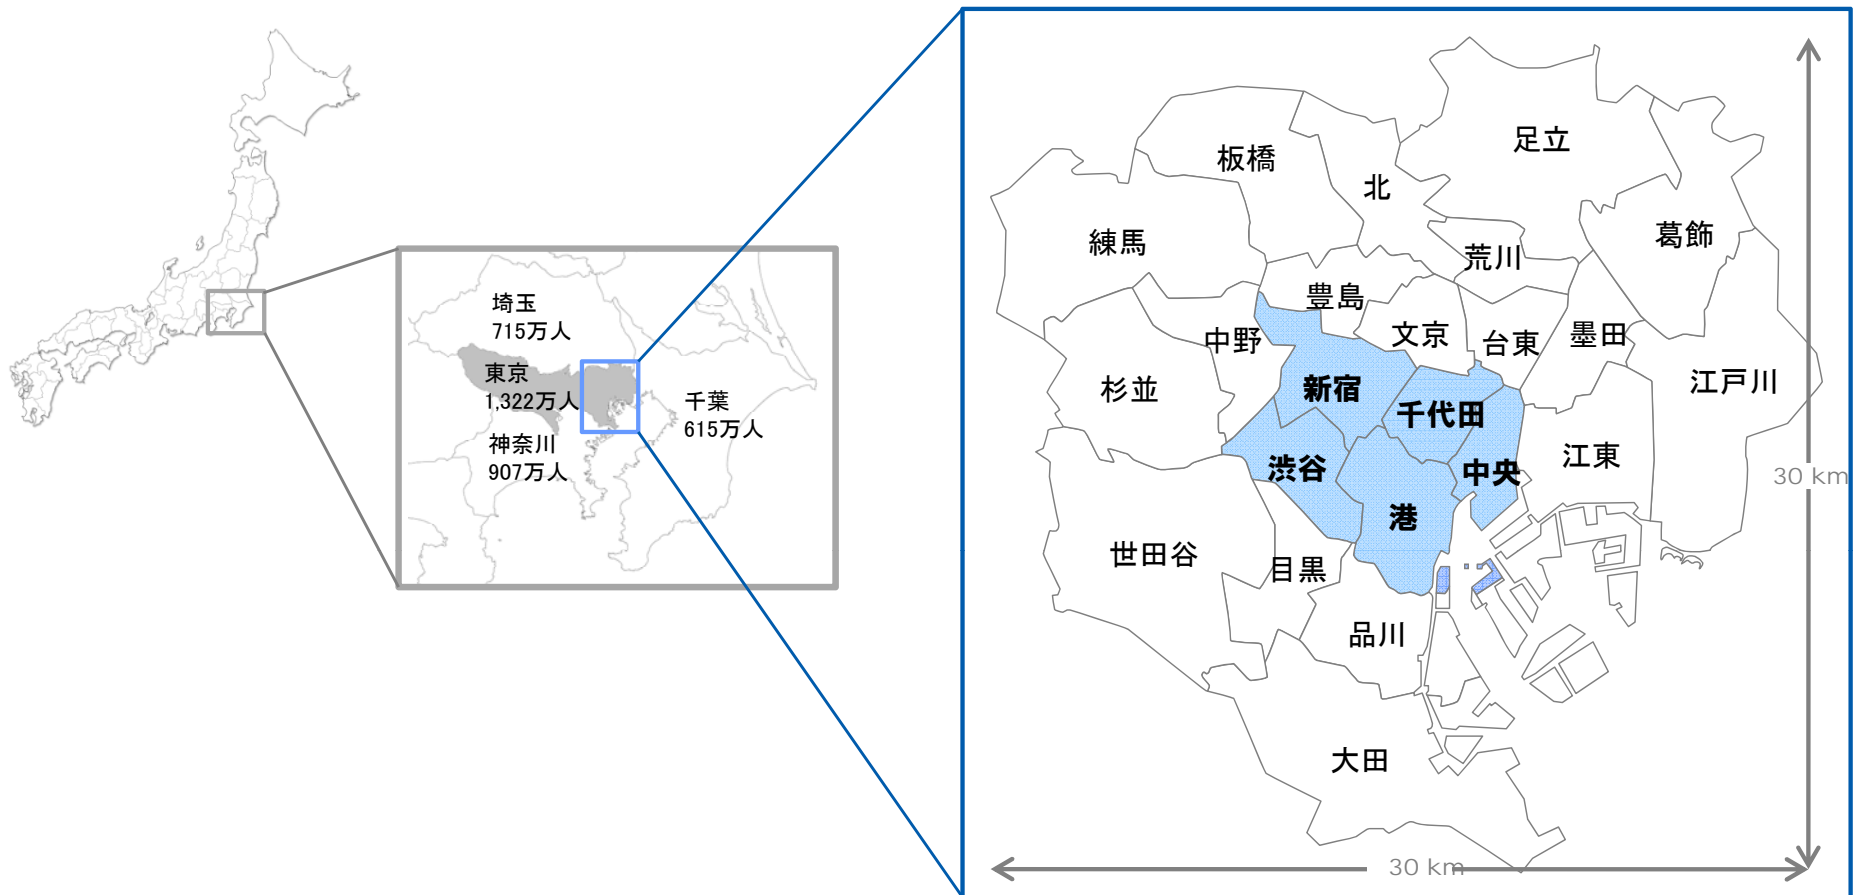 埼玉
715万人
東京
1,322万人
神奈川
907万人
千葉
615万人
足立
板橋
北
葛飾
練馬
荒川
豊島
文京
台東
墨田
中野
杉並
新宿
千代田
江戸川
渋谷
中央
江東
港
世田谷
目黒
品川
大田
30 km
30 km